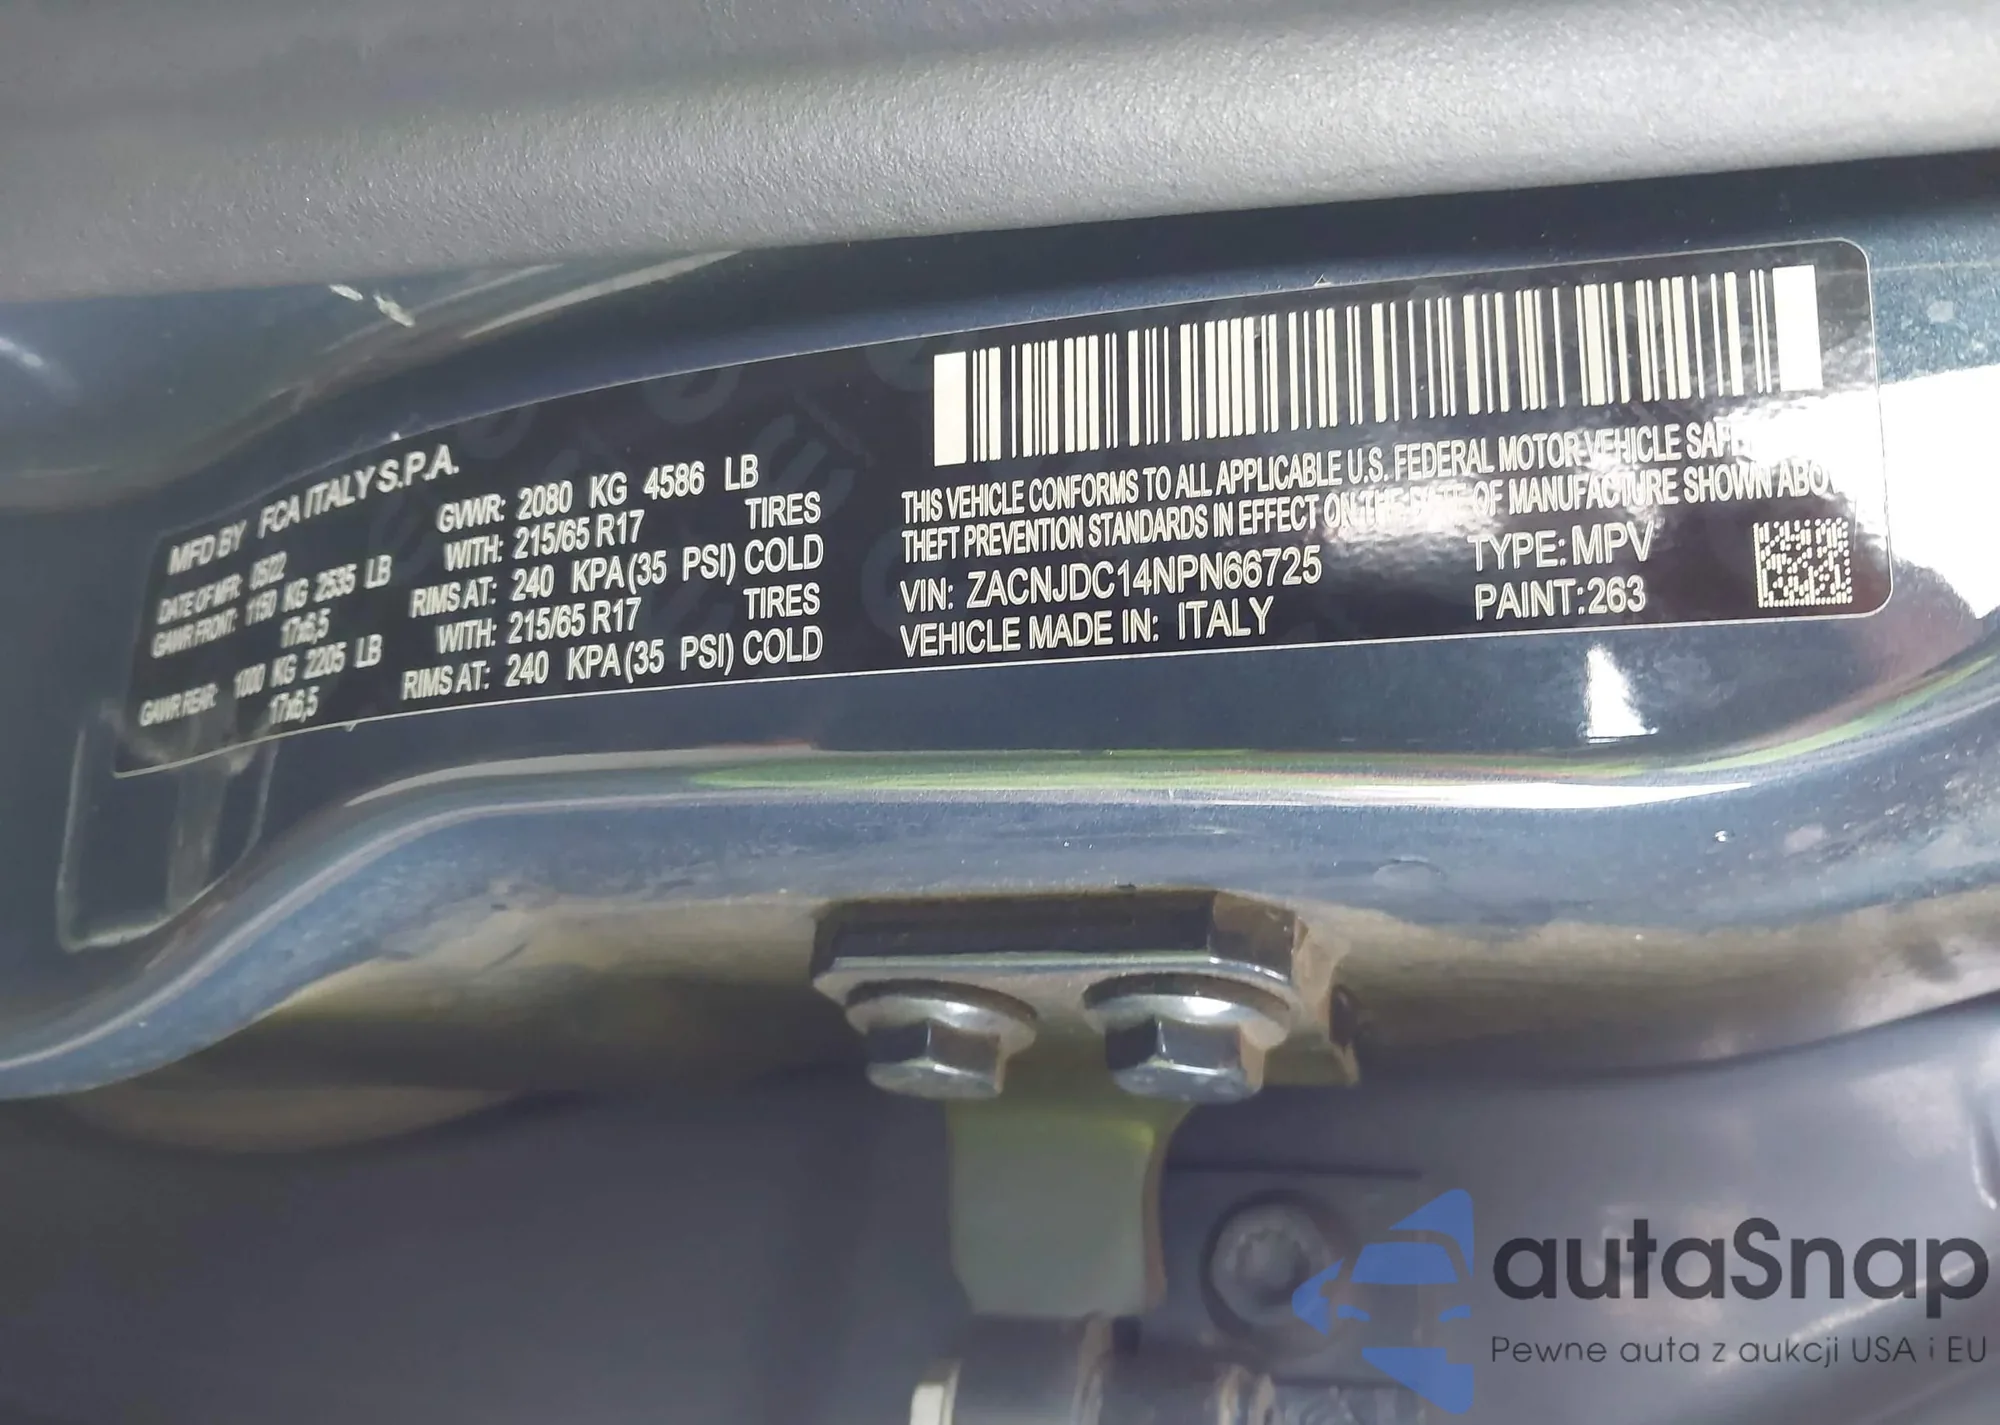 MFD BY FCA ITALY S.P.A.
DATE OF MFR: 05/22 GVWR: 2080 KG 4586 LB
GAWR FRONT: 1150 KG 2535 LB WITH: 215/65 R17 TIRES
17x6,5 RIMS AT: 240 KPA(35 PSI) COLD
GAWR REAR: 1000 KG 2205 LB WITH: 215/65 R17 TIRES
17x6,5 RIMS AT: 240 KPA(35 PSI) COLD
THIS VEHICLE CONFORMS TO ALL APPLICABLE U.S. FEDERAL MOTOR VEHICLE
THEFT PREVENTION STANDARDS IN EFFECT ON THE DATE OF MANUFACTURE SHOWN
VIN: ZACNJDC14NPN66725 TYPE: MPV
VEHICLE MADE IN: ITALY PAINT: 263
autaSnap
Pewne auta z aukcji USA i EU